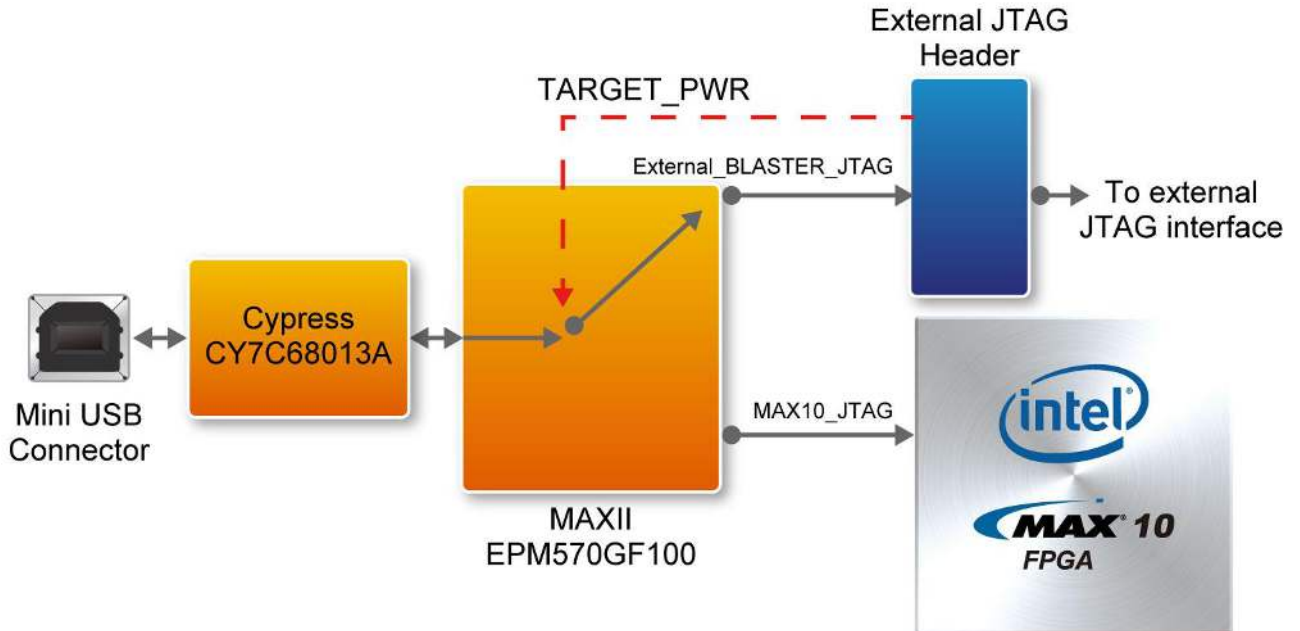 External JTAG
Header
TARGET_PWR
External_BLASTER_JTAG
To external
JTAG interface
Cypress
CY7C68013A
Mini USB
Connector
MAX10_JTAG
intel®
MAX® 10
FPGA
MAXII
EPM570GF100